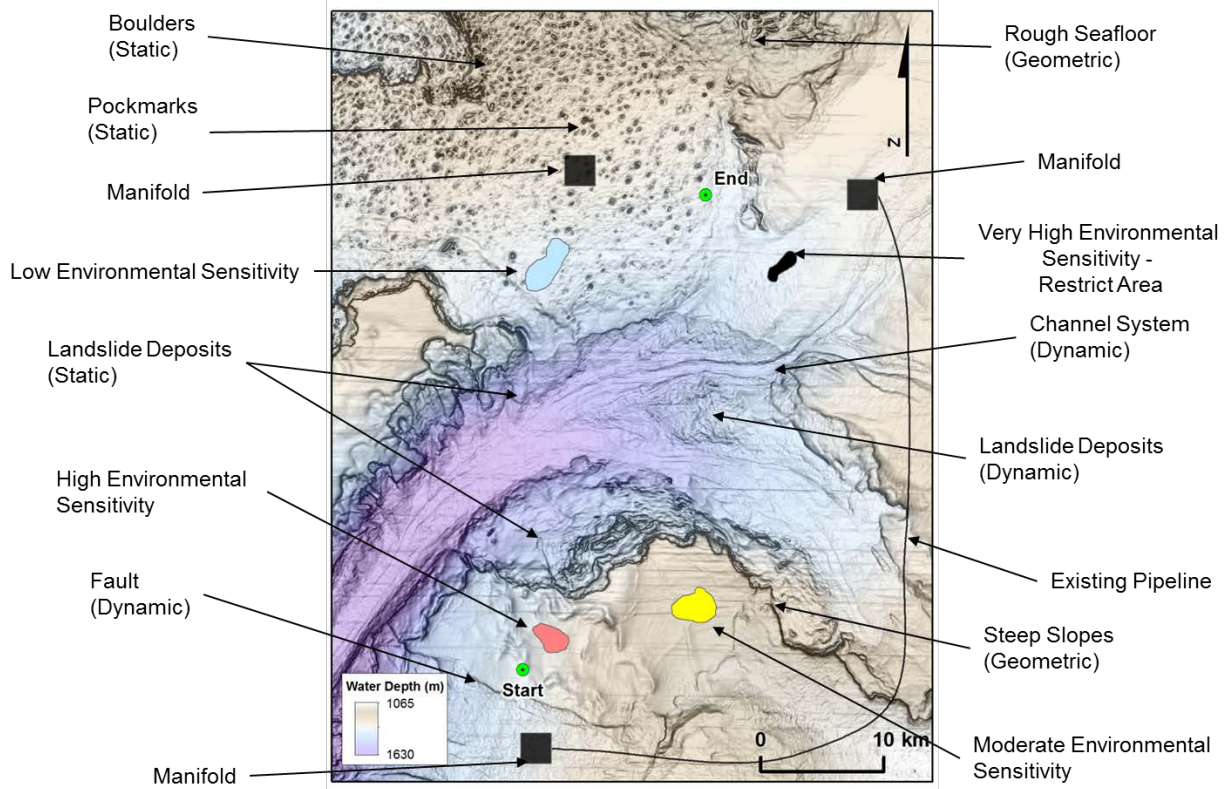 Boulders
(Static)
Pockmarks
(Static)
Manifold
Low Environmental Sensitivity
Landslide Deposits
(Static)
High Environmental
Sensitivity
Fault
(Dynamic)
Manifold
Rough Seafloor
(Geometric)
Manifold
Very High Environmental
Sensitivity -
Restrict Area
Channel System
(Dynamic)
Landslide Deposits
(Dynamic)
Existing Pipeline
Steep Slopes
(Geometric)
Moderate Environmental
Sensitivity
N
End
Start
Water Depth (m)
1065
1630
0 10 km